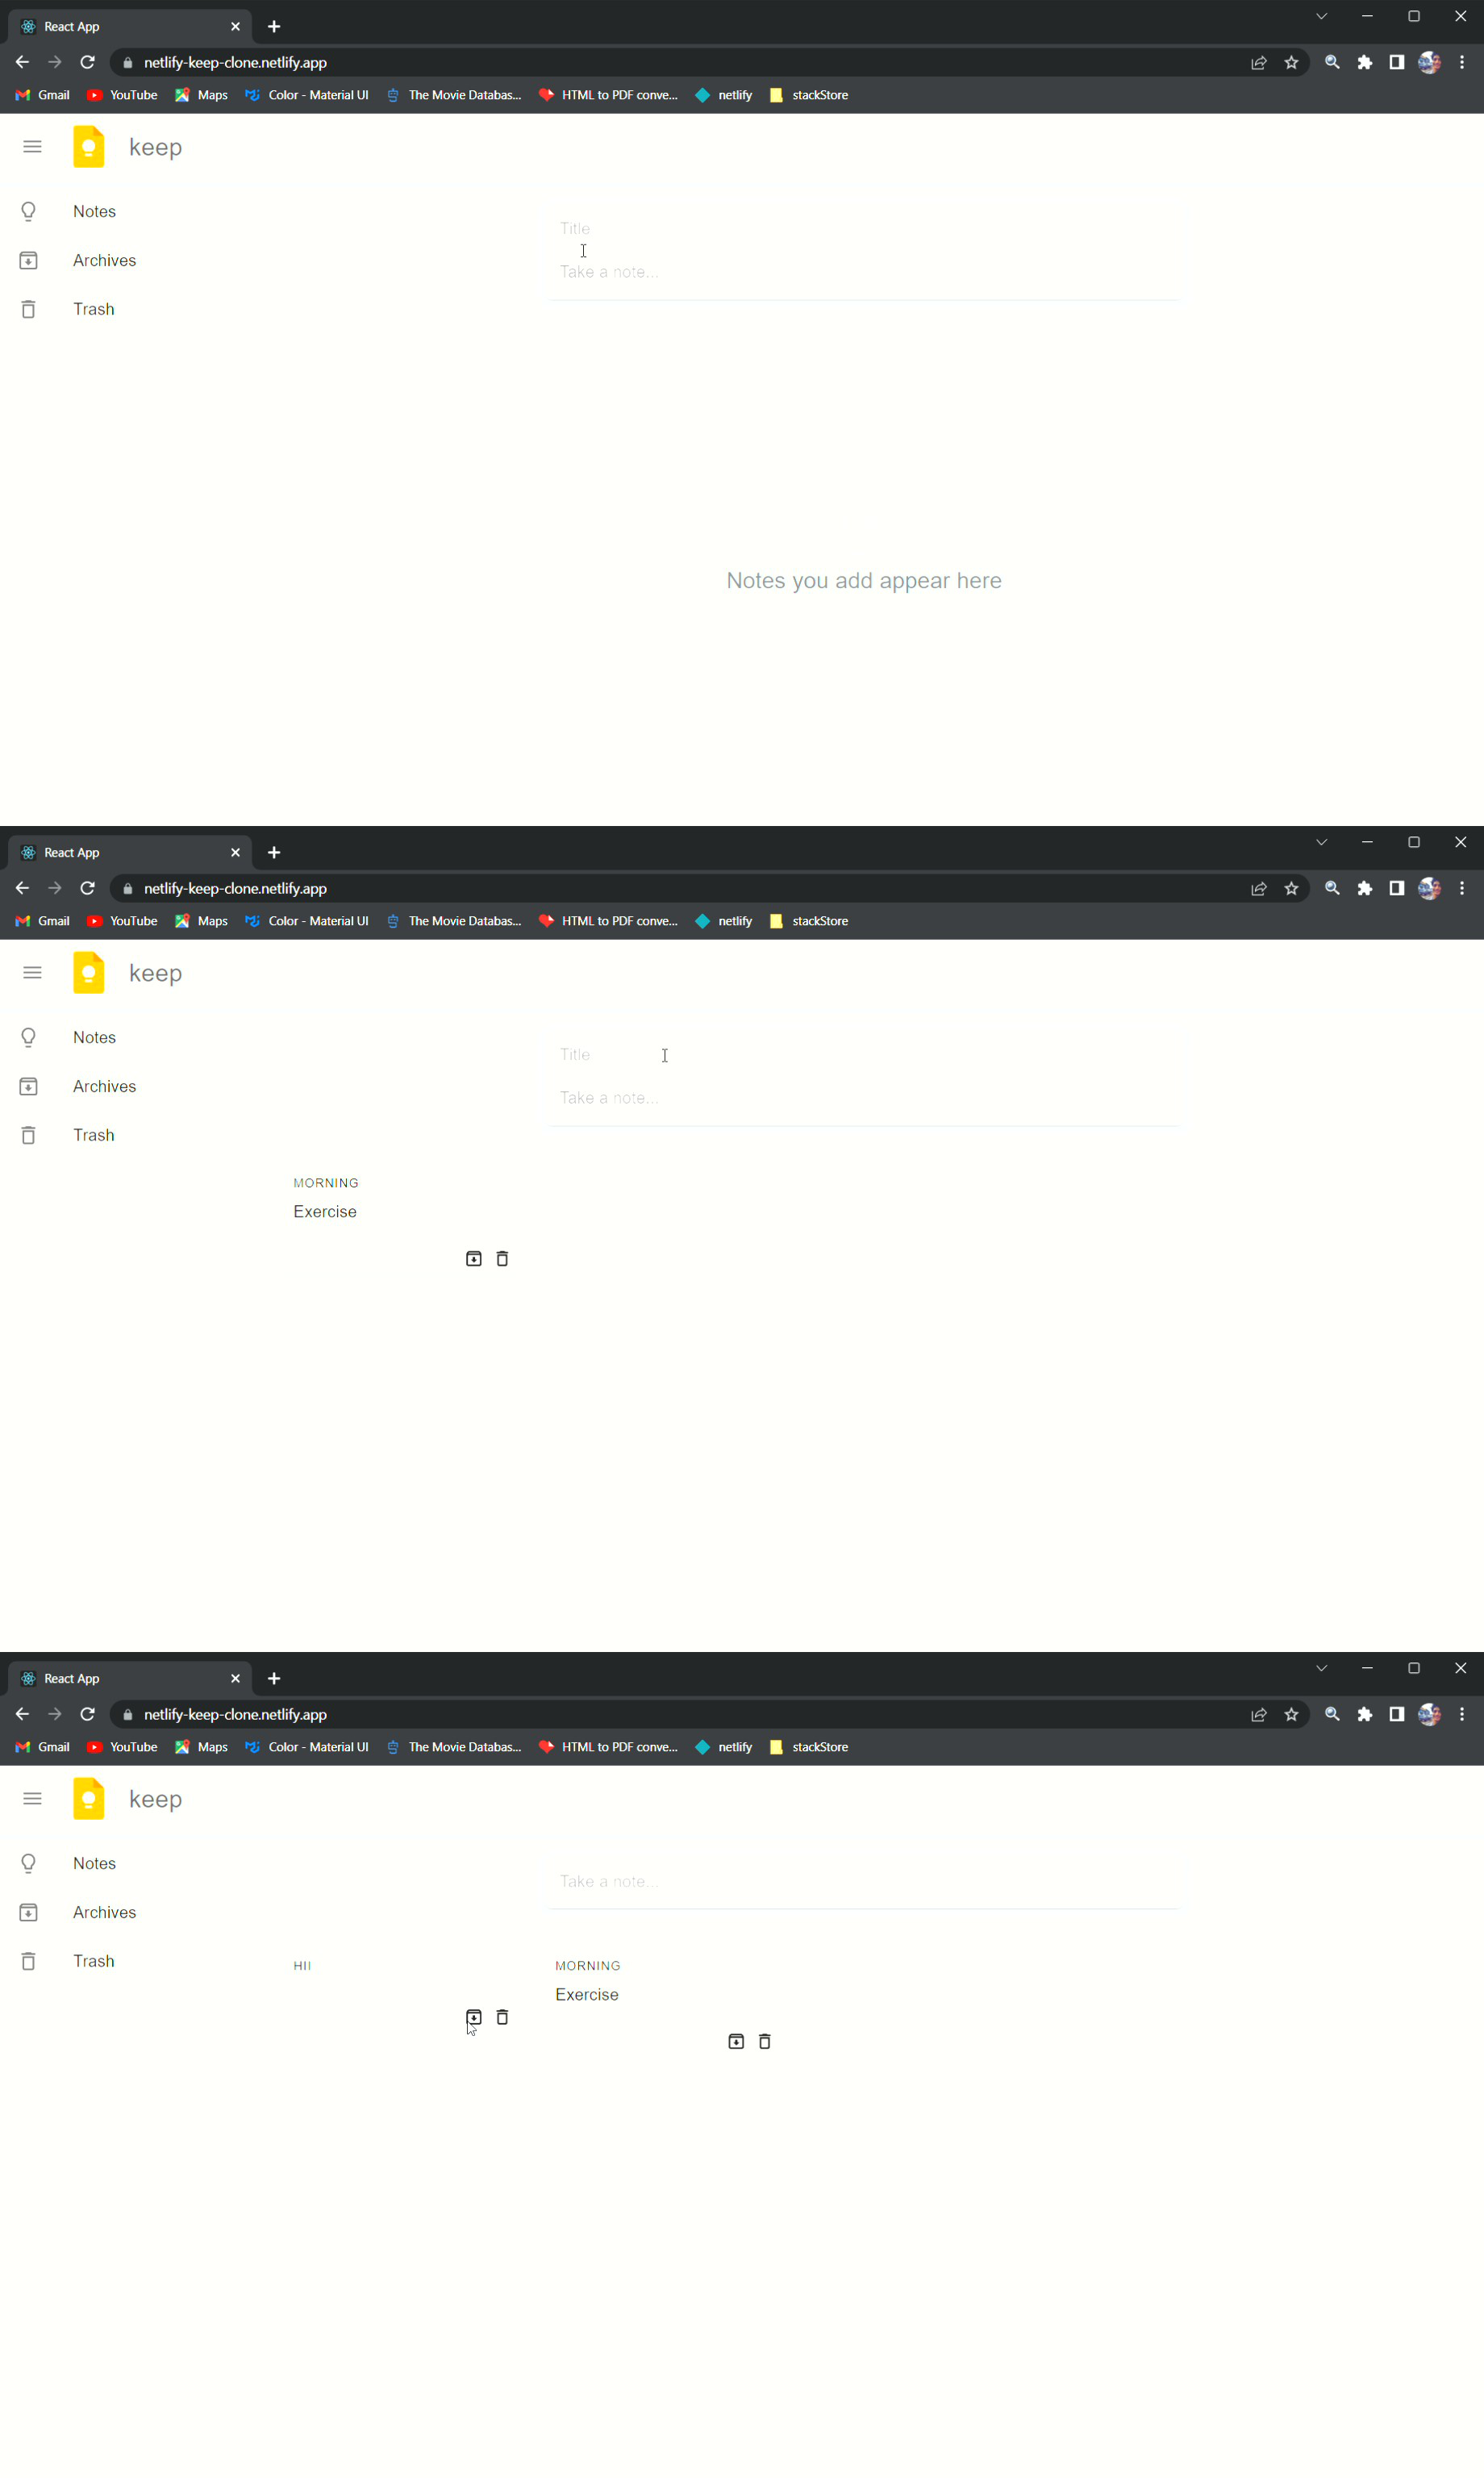 React App
netlify-keep-clone.netlify.app
Gmail YouTube Maps Color - Material UI The Movie Databas... HTML to PDF conve... netlify stackStore
keep
Notes
Title
Archives
Take a note...
Trash
Notes you add appear here
React App
netlify-keep-clone.netlify.app
Gmail YouTube Maps Color - Material UI The Movie Databas... HTML to PDF conve... netlify stackStore
keep
Notes
Title
Archives
Take a note...
Trash
MORNING
Exercise
React App
netlify-keep-clone.netlify.app
Gmail YouTube Maps Color - Material UI The Movie Databas... HTML to PDF conve... netlify stackStore
keep
Notes
Take a note...
Archives
Trash
HII MORNING
Exercise